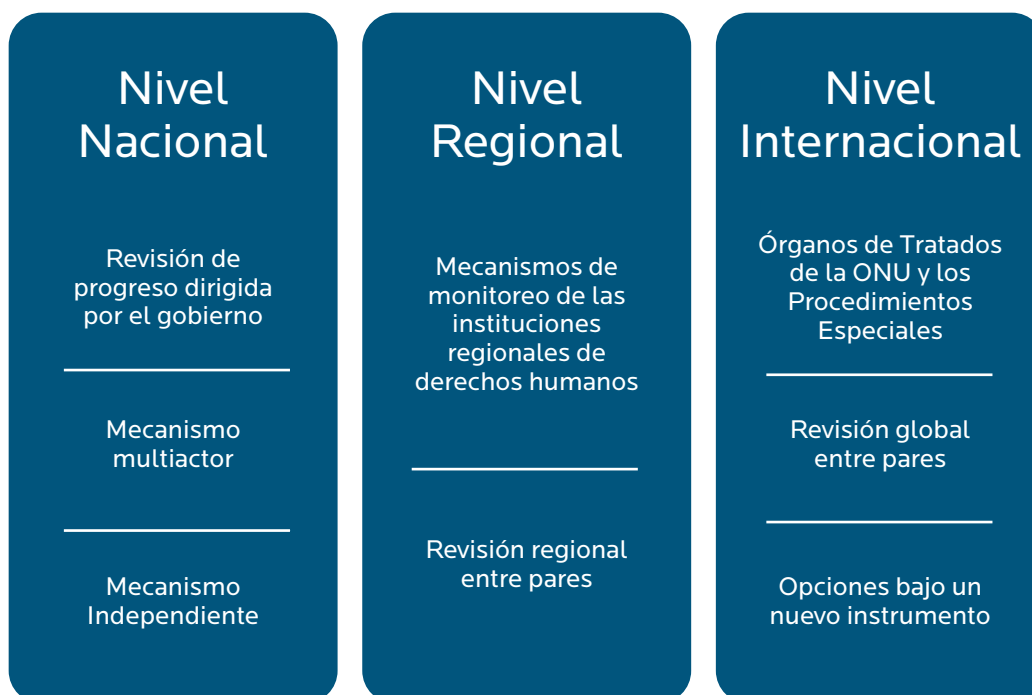 Nivel
Nacional
Revisión de
progreso dirigida
por el gobierno
Mecanismo
multiactor
Mecanismo
Independiente
Nivel
Regional
Mecanismos de
monitoreo de las
instituciones
regionales de
derechos humanos
Revisión regional
entre pares
Nivel
Internacional
Órganos de Tratados
de la ONU y los
Procedimientos
Especiales
Revisión global
entre pares
Opciones bajo un
nuevo instrumento